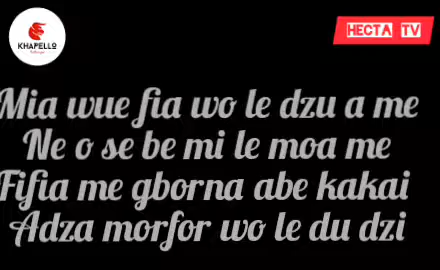 KHAPELLO
HECTA TV
Mia wue fia wo le dzu a me
Ne o se be mi le moa me
Fifia me gborna abe kakai
Adza morfor wo le du dzi